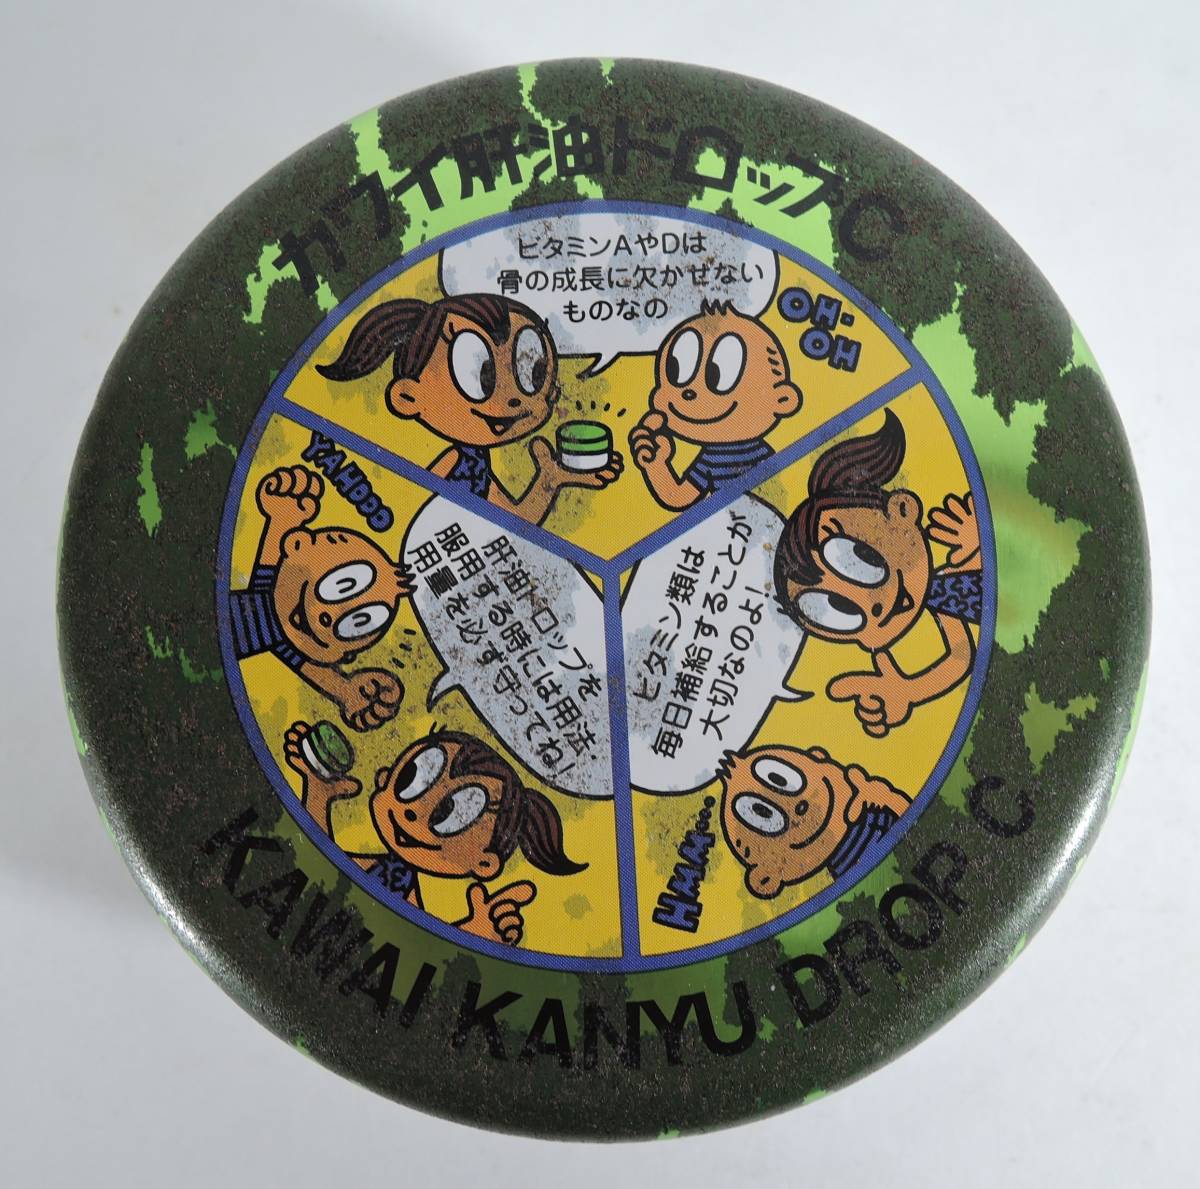 カワイ肝油ドロップC
ビタミンAやDは
骨の成長に欠かせない
ものなの
OH・
OH
ビタミン類は
毎日補給することが
大切なのよ!
HMM…
肝油ドロップを
服用する時には用法・
用量を必ず守ってね!
YAHOOO
KAWAI KANYU DROP C